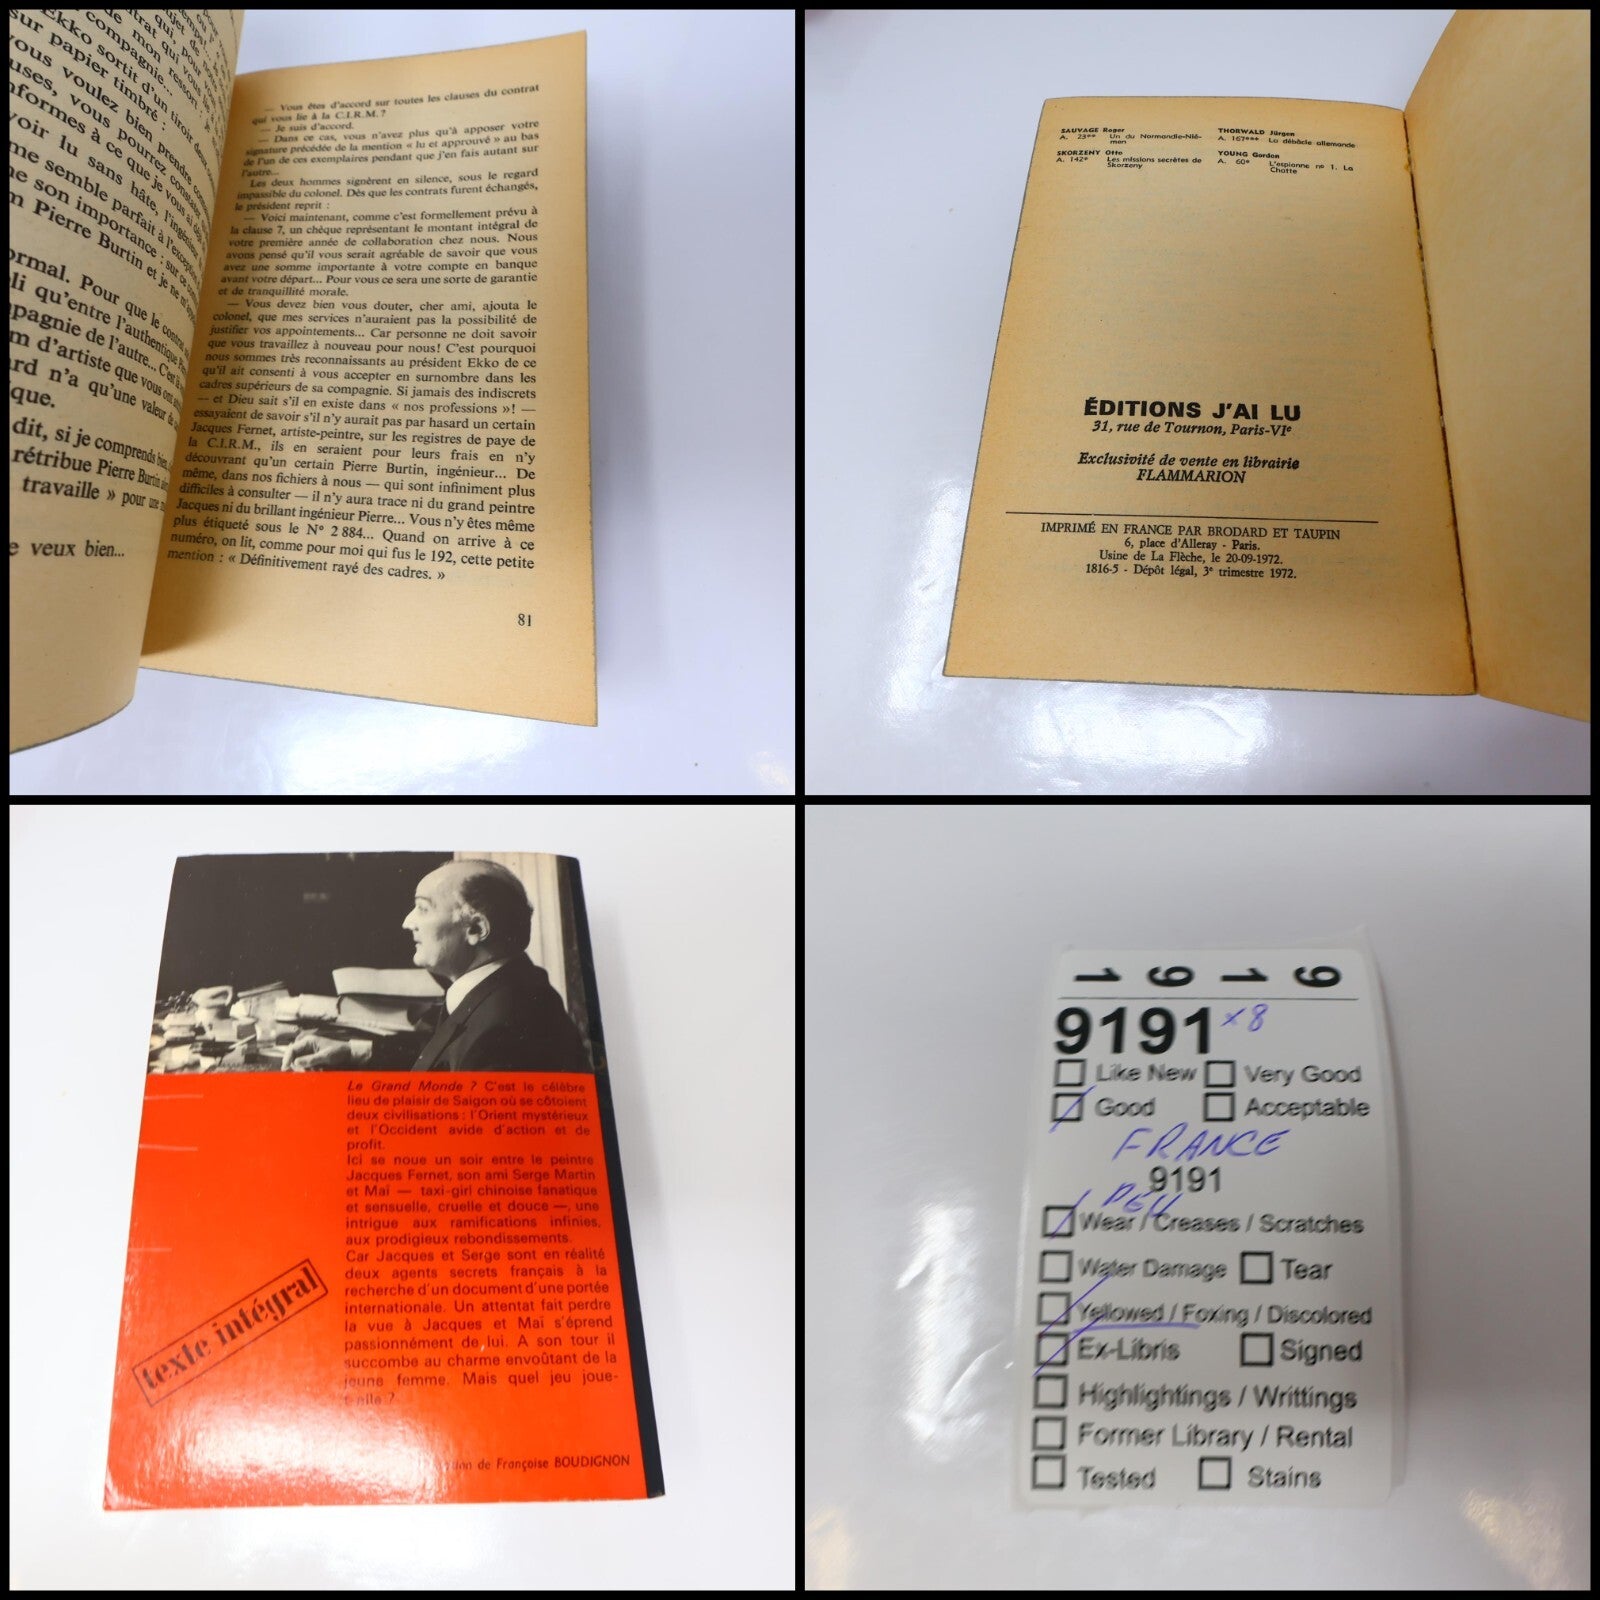 sur papier timbré :
— Vous êtes d'accord sur toutes les clauses du contrat
qui vous lie à la C.I.R.M. ?
— Je suis d'accord.
— Dans ce cas, vous n'avez plus qu'à apposer votre
signature précédée de la mention « lu et approuvé » au bas
de l'un de ces exemplaires pendant que j'en fais autant sur
l'autre...
Les deux hommes signèrent en silence, sous le regard
impassible du colonel. Dès que les contrats furent échangés,
le président reprit :
— Voici maintenant, comme c'est formellement prévu à
la clause 7, un chèque représentant le montant intégral de
votre première année de collaboration chez nous. Nous
avons pensé qu'il vous serait agréable de savoir que vous
avez une somme importante à votre compte en banque
avant votre départ... Pour vous ce sera une sorte de garantie
et de tranquillité morale.
— Vous devez bien vous douter, cher ami, ajouta le
colonel, que mes services n'auraient pas la possibilité de
justifier vos appointements... Car personne ne doit savoir
que vous travaillez à nouveau pour nous! C'est pourquoi
nous sommes très reconnaissants au président Ekko de ce
qu'il ait consenti à vous accepter en surnombre dans les
cadres supérieurs de sa compagnie. Si jamais des indiscrets
— et Dieu sait s'il en existe dans « nos professions »! —
essayaient de savoir s'il n'y aurait pas par hasard un certain
Jacques Fernet, artiste-peintre, sur les registres de paye de
la C.I.R.M., ils en seraient pour leurs frais en n'y
découvrant qu'un certain Pierre Burtin, ingénieur... De
même, dans nos fichiers à nous — qui sont infiniment plus
difficiles à consulter — il n'y aura trace ni du grand peintre
Jacques ni du brillant ingénieur Pierre... Vous n'y êtes même
plus étiqueté sous le N° 2 884... Quand on arrive à ce
numéro, on lit, comme pour moi qui fus le 192, cette petite
mention : « Définitivement rayé des cadres. »
81
SAUVAGE Roger
A. 23** Un du Normandie-Nié-
men
SKORZENY Otto
A. 142* Les missions secrètes de
Skorzeny
THORWALD Jürgen
A. 167*** La débâcle allemande
YOUNG Gordon
A. 60* L'espionne n° 1. La
Chatte
ÉDITIONS J'AI LU
31, rue de Tournon, Paris-VIe
Exclusivité de vente en librairie
FLAMMARION
IMPRIMÉ EN FRANCE PAR BRODARD ET TAUPIN
6, place d'Alleray - Paris.
Usine de La Flèche, le 20-09-1972.
1816-5 - Dépôt légal, 3e trimestre 1972.
Le Grand Monde ? C'est le célèbre
lieu de plaisir de Saigon où se côtoient
deux civilisations : l'Orient mystérieux
et l'Occident avide d'action et de
profit.
Ici se noue un soir entre le peintre
Jacques Fernet, son ami Serge Martin
et Maï — taxi-girl chinoise fanatique
et sensuelle, cruelle et douce —, une
intrigue aux ramifications infinies,
aux prodigieux rebondissements.
Car Jacques et Serge sont en réalité
deux agents secrets français à la
recherche d'un document d'une portée
internationale. Un attentat fait perdre
la vue à Jacques et Maï s'éprend
passionnément de lui. A son tour il
succombe au charme envoûtant de la
jeune femme. Mais quel jeu joue-
t-elle ?
texte intégral
de Françoise BOUDIGNON
9191
9191 x8
Like New Very Good
Good Acceptable
FRANCE
9191
PEU
Wear / Creases / Scratches
Water Damage Tear
Yellowed / Foxing / Discolored
Ex-Libris Signed
Highlightings / Writtings
Former Library / Rental
Tested Stains